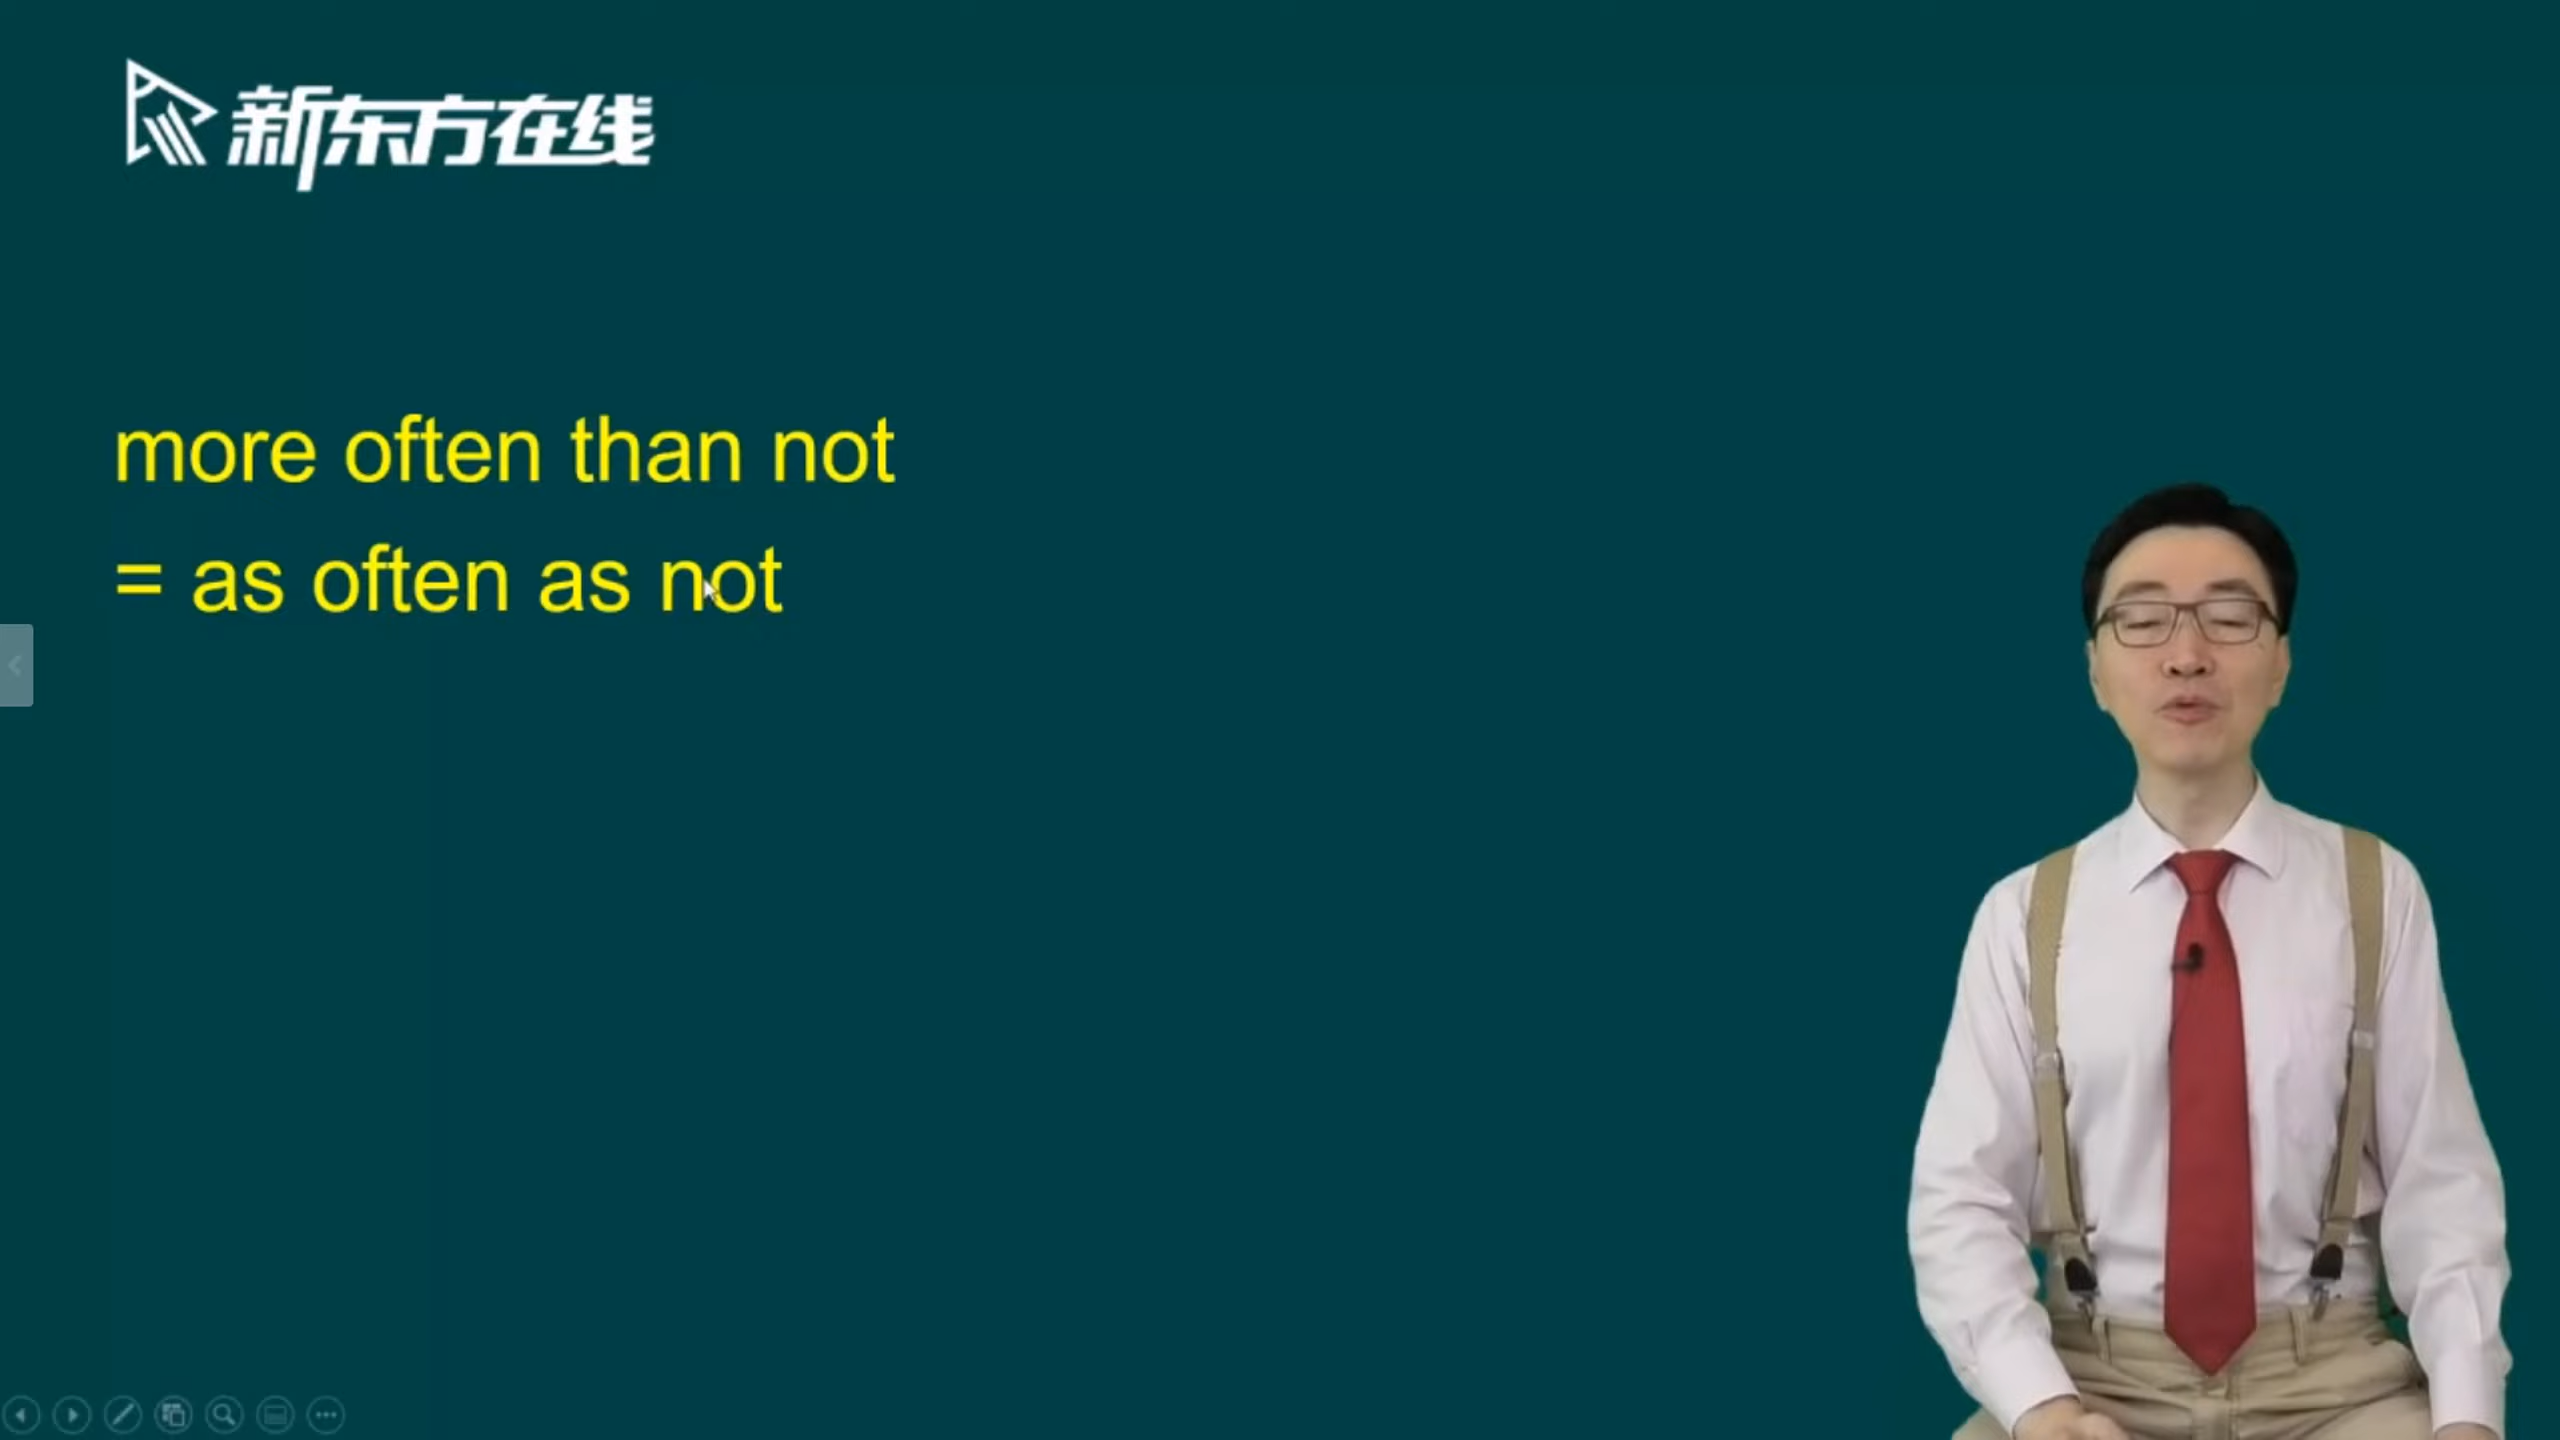 新东方在线
more often than not
= as often as not